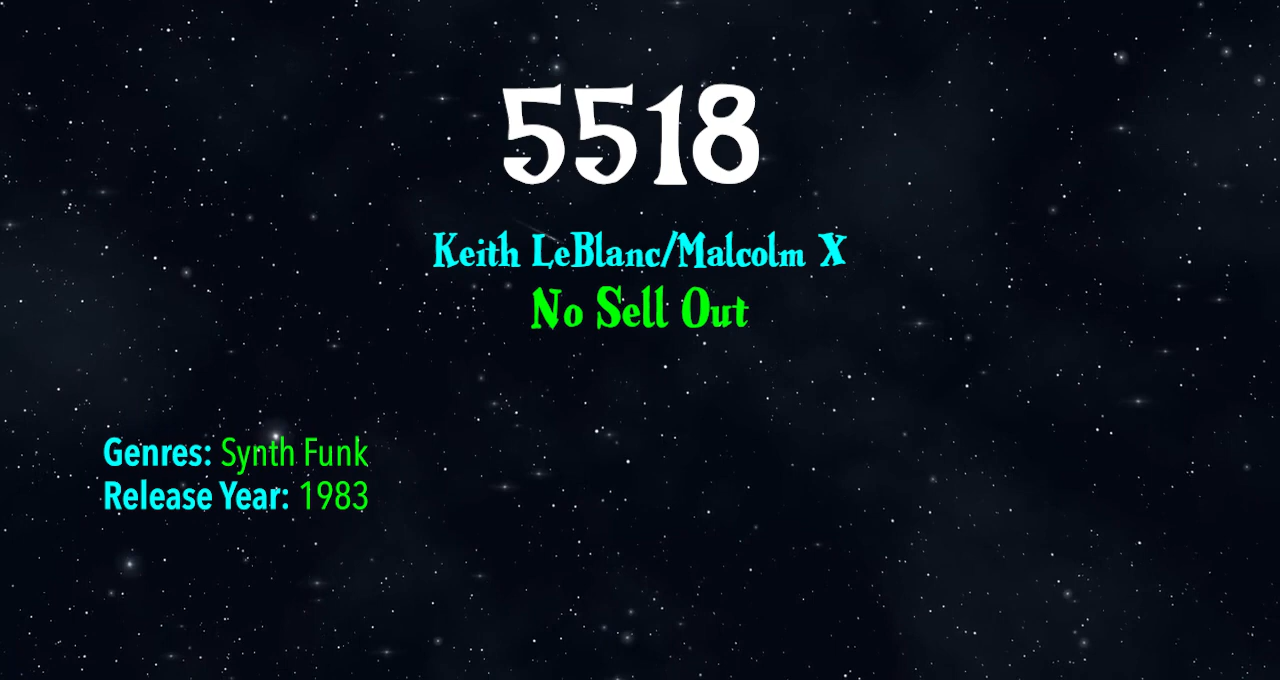 5518
Keith LeBlanc/Malcolm X
No Sell Out
Genres: Synth Funk
Release Year: 1983